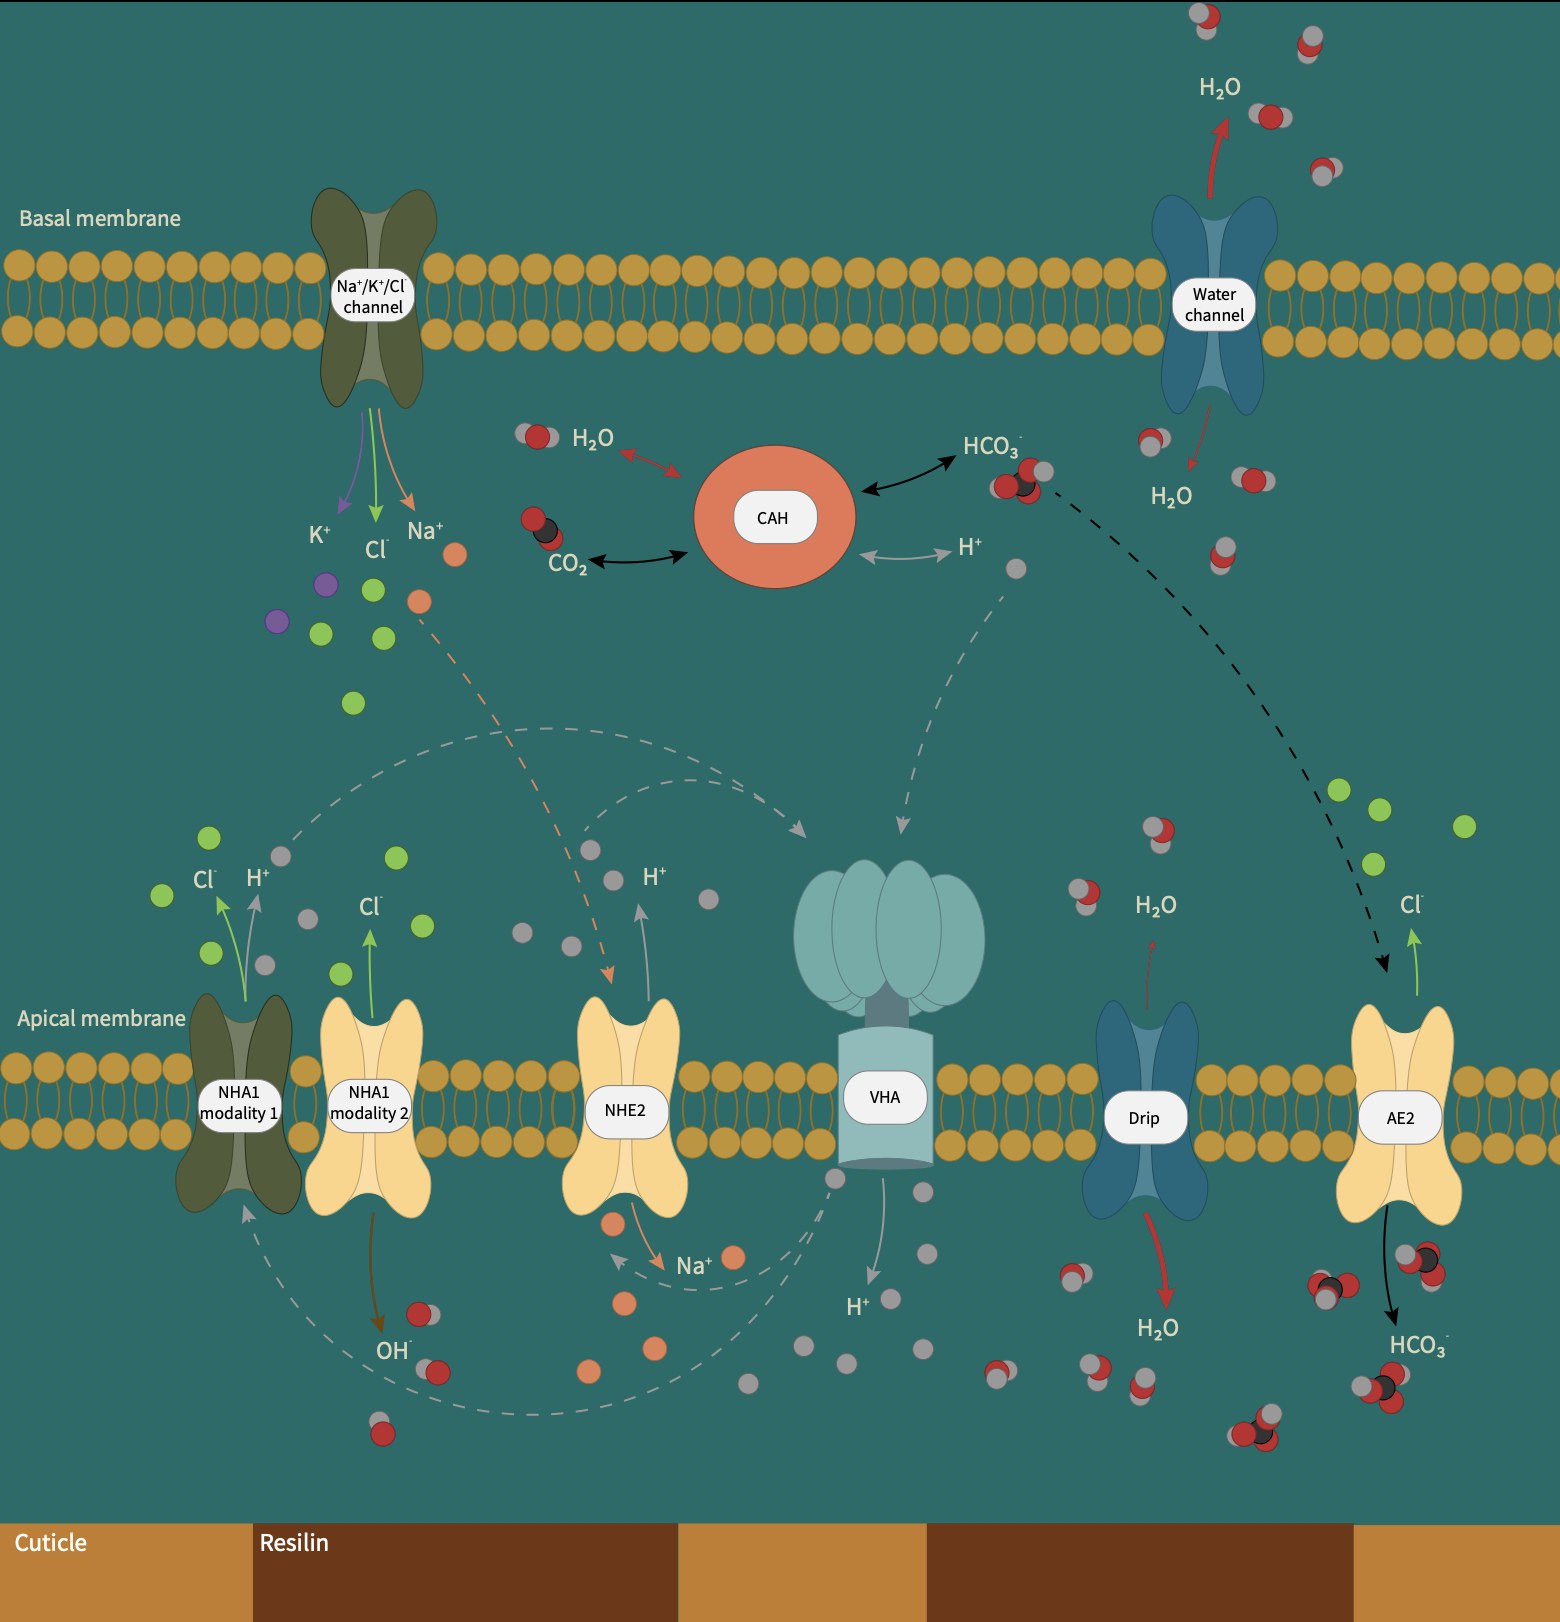 H₂O
Basal membrane
Na⁺/K⁺/Cl
channel
Water
channel
H₂O
HCO₃⁻
CAH
H₂O
K⁺
Cl⁻
Na⁺
CO₂
H⁺
Cl⁻
H⁺
Cl⁻
H⁺
H₂O
Cl⁻
Apical membrane
NHA1
modality 1
NHA1
modality 2
NHE2
VHA
Drip
AE2
Na⁺
H⁺
OH⁻
H₂O
HCO₃⁻
Cuticle
Resilin